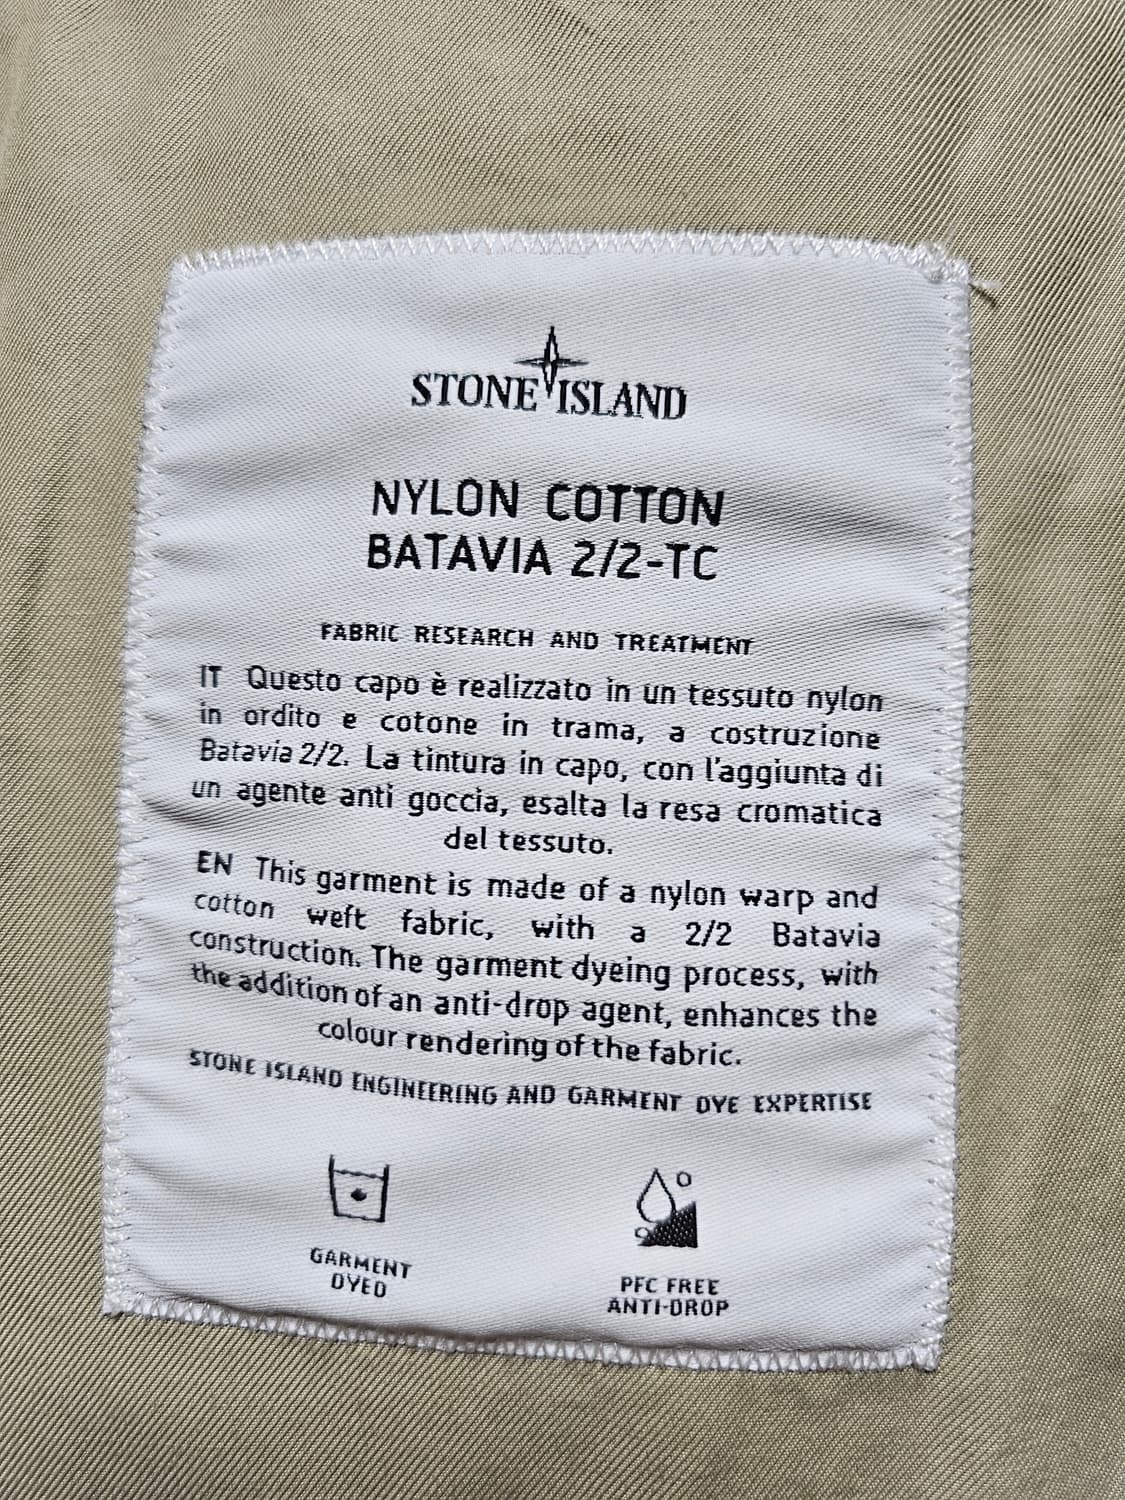 STONE ISLAND
NYLON COTTON
BATAVIA 2/2-TC
FABRIC RESEARCH AND TREATMENT
IT Questo capo è realizzato in un tessuto nylon
in ordito e cotone in trama, a costruzione
Batavia 2/2. La tintura in capo, con l'aggiunta di
un agente anti goccia, esalta la resa cromatica
del tessuto.
EN This garment is made of a nylon warp and
cotton weft fabric, with a 2/2 Batavia
construction. The garment dyeing process, with
the addition of an anti-drop agent, enhances the
colour rendering of the fabric.
STONE ISLAND ENGINEERING AND GARMENT DYE EXPERTISE
GARMENT
DYED
PFC FREE
ANTI-DROP